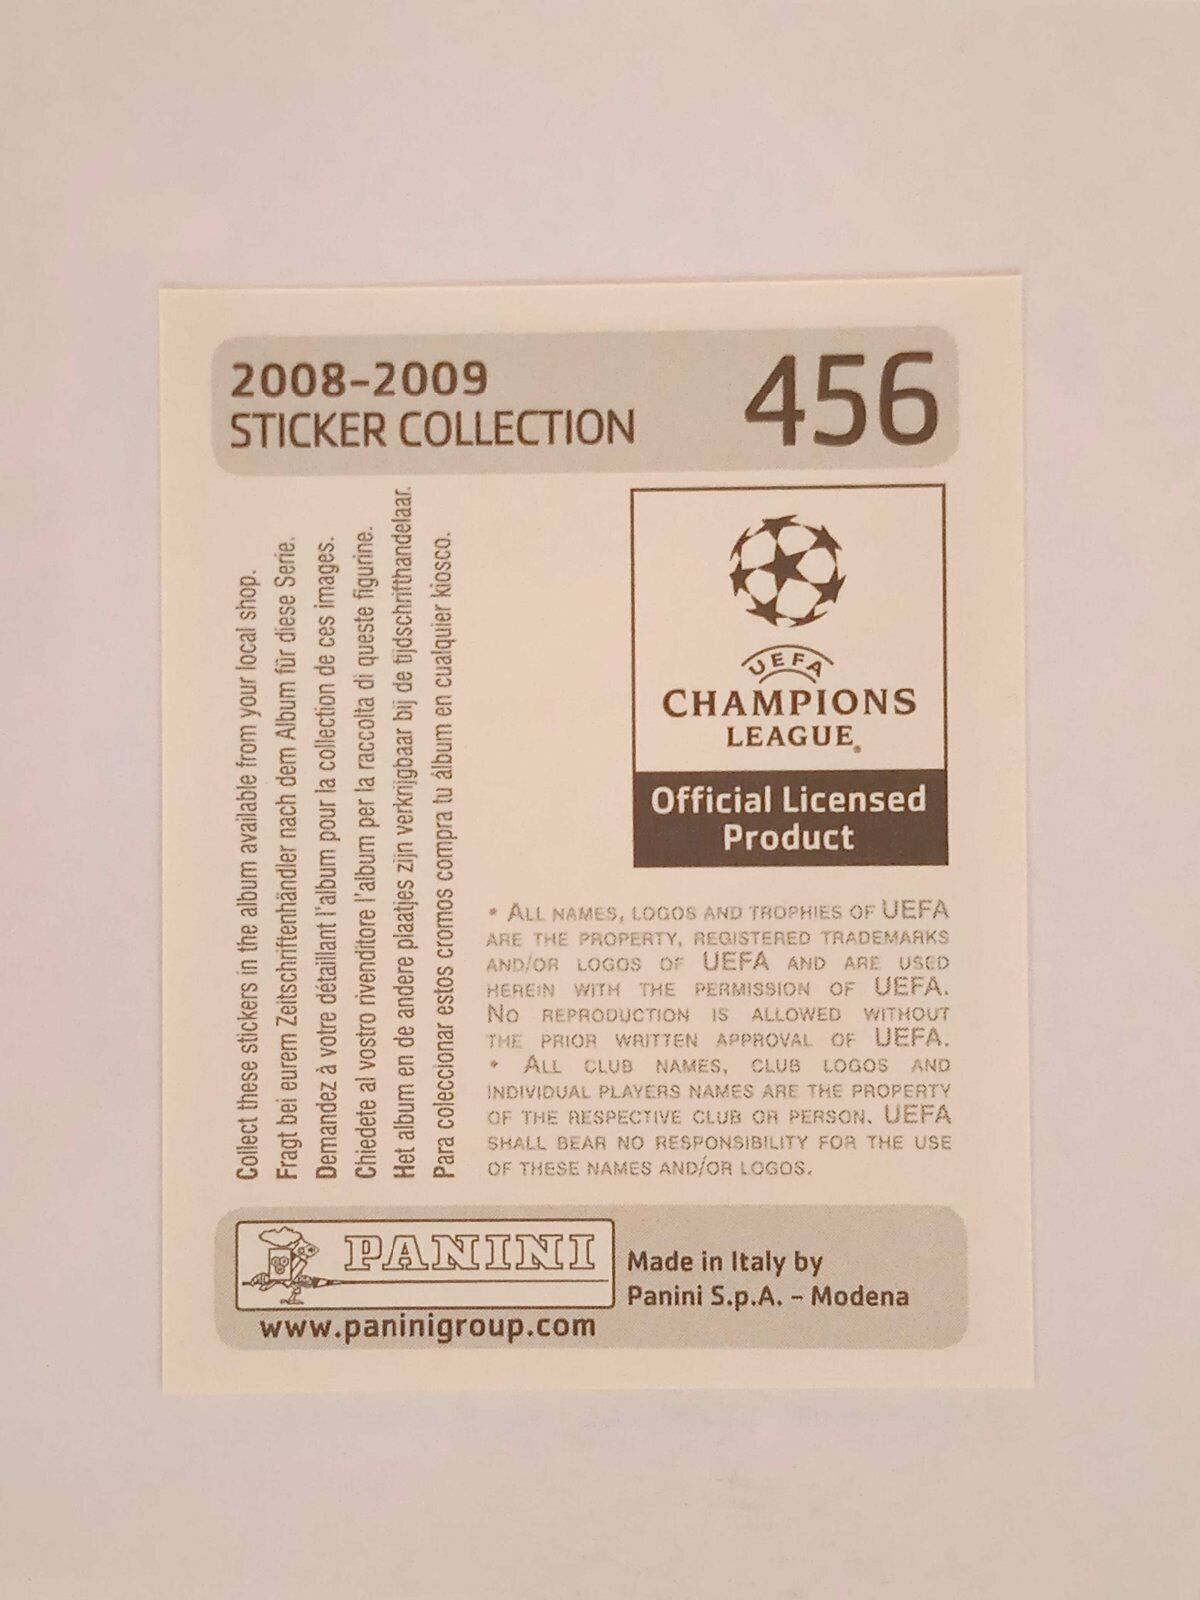 2008-2009
STICKER COLLECTION
456
Collect these stickers in the album available from your local shop.
Fragt bei eurem Zeitschriftenhändler nach dem Album für diese Serie.
Demandez à votre détaillant l'album pour la collection de ces images.
Chiedete al vostro rivenditore l'album per la raccolta di queste figurine.
Het album en de andere plaatjes zijn verkrijgbaar bij de tijdschrifthandelaar.
Para coleccionar estos cromos compra tu álbum en cualquier kiosco.
UEFA
CHAMPIONS
LEAGUE®
Official Licensed
Product
• ALL NAMES, LOGOS AND TROPHIES OF UEFA
ARE THE PROPERTY, REGISTERED TRADEMARKS
AND/OR LOGOS OF UEFA AND ARE USED
HEREIN WITH THE PERMISSION OF UEFA.
NO REPRODUCTION IS ALLOWED WITHOUT
THE PRIOR WRITTEN APPROVAL OF UEFA.
• ALL CLUB NAMES, CLUB LOGOS AND
INDIVIDUAL PLAYERS NAMES ARE THE PROPERTY
OF THE RESPECTIVE CLUB OR PERSON. UEFA
SHALL BEAR NO RESPONSIBILITY FOR THE USE
OF THESE NAMES AND/OR LOGOS.
PANINI
www.paninigroup.com
Made in Italy by
Panini S.p.A. - Modena